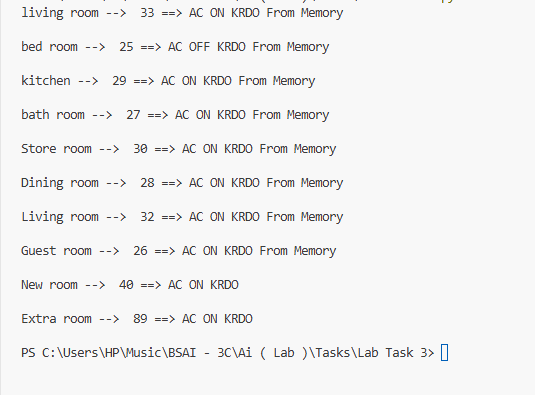 living room -->  33 ==> AC ON KRDO From Memory
bed room -->  25 ==> AC OFF KRDO From Memory
kitchen -->  29 ==> AC ON KRDO From Memory
bath room -->  27 ==> AC ON KRDO From Memory
Store room -->  30 ==> AC ON KRDO From Memory
Dining room -->  28 ==> AC ON KRDO From Memory
Living room -->  32 ==> AC ON KRDO From Memory
Guest room -->  26 ==> AC ON KRDO From Memory
New room -->  40 ==> AC ON KRDO
Extra room -->  89 ==> AC ON KRDO
PS C:\Users\HP\Music\BSAI - 3C\Ai ( Lab )\Tasks\Lab Task 3>